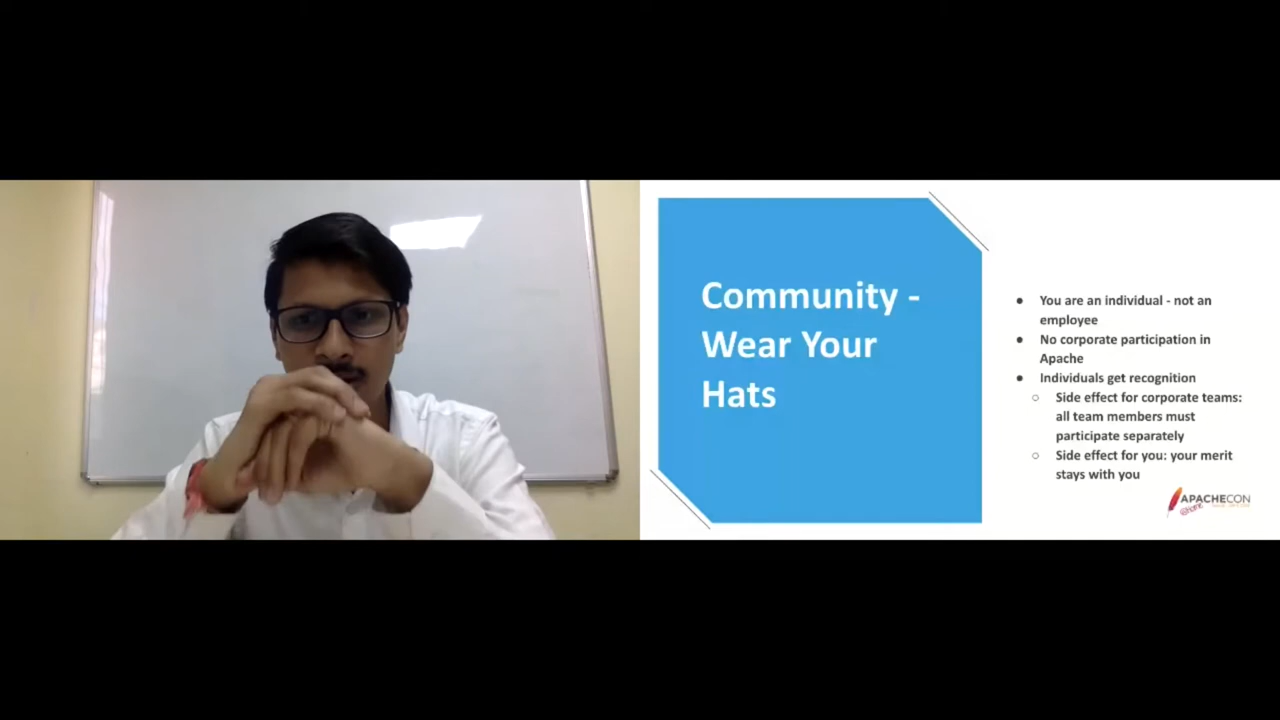 Community -
Wear Your
Hats
● You are an individual - not an
employee
● No corporate participation in
Apache
● Individuals get recognition
○ Side effect for corporate teams:
all team members must
participate separately
○ Side effect for you: your merit
stays with you
APACHECON
@home